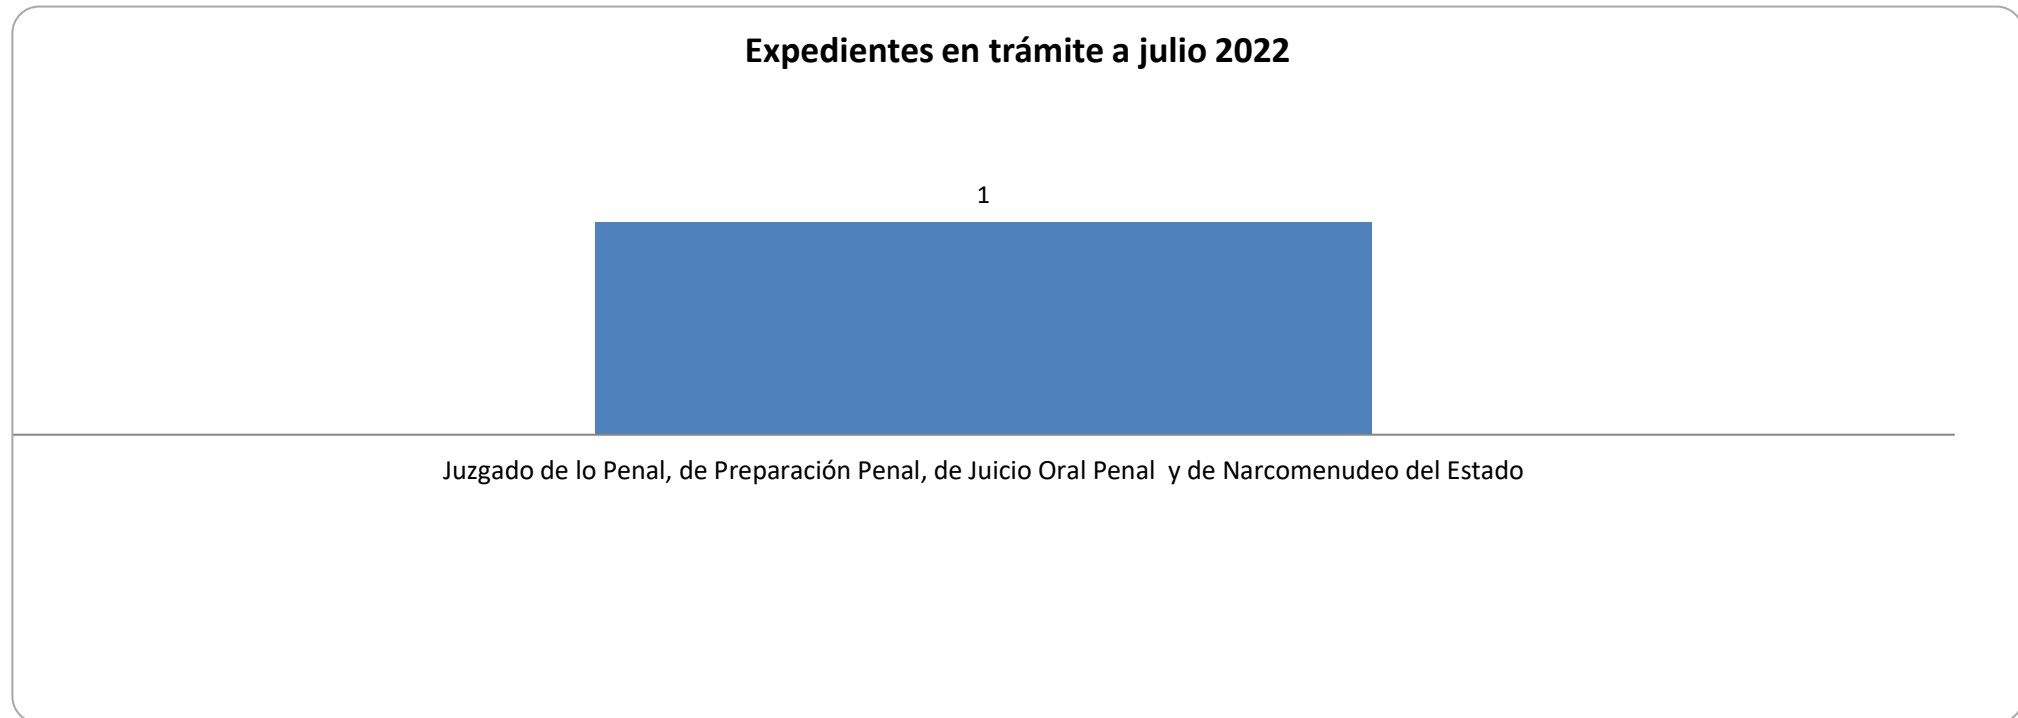 Expedientes en trámite a julio 2022
1
Juzgado de lo Penal, de Preparación Penal, de Juicio Oral Penal  y de Narcomenudeo del Estado